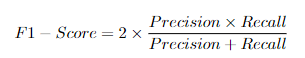 F1 − Score = 2 × (Precision × Recall) / (Precision + Recall)